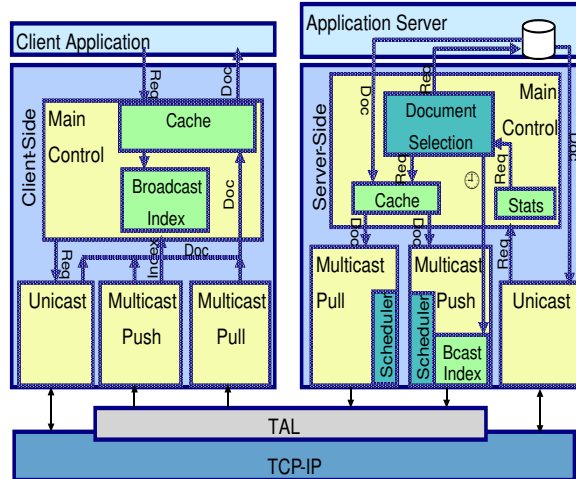 Client Application
Req
Doc
Client-Side
Main
Control
Cache
Broadcast
Index
Doc
Req
Index
Doc
Unicast
Multicast
Push
Multicast
Pull
Application Server
Doc
Req
Server-Side
Document
Selection
Main
Control
Doc
Req
Req
Cache
Stats
Doc
Doc
Req
Multicast
Pull
Scheduler
Multicast
Push
Scheduler
Bcast
Index
Unicast
TAL
TCP-IP